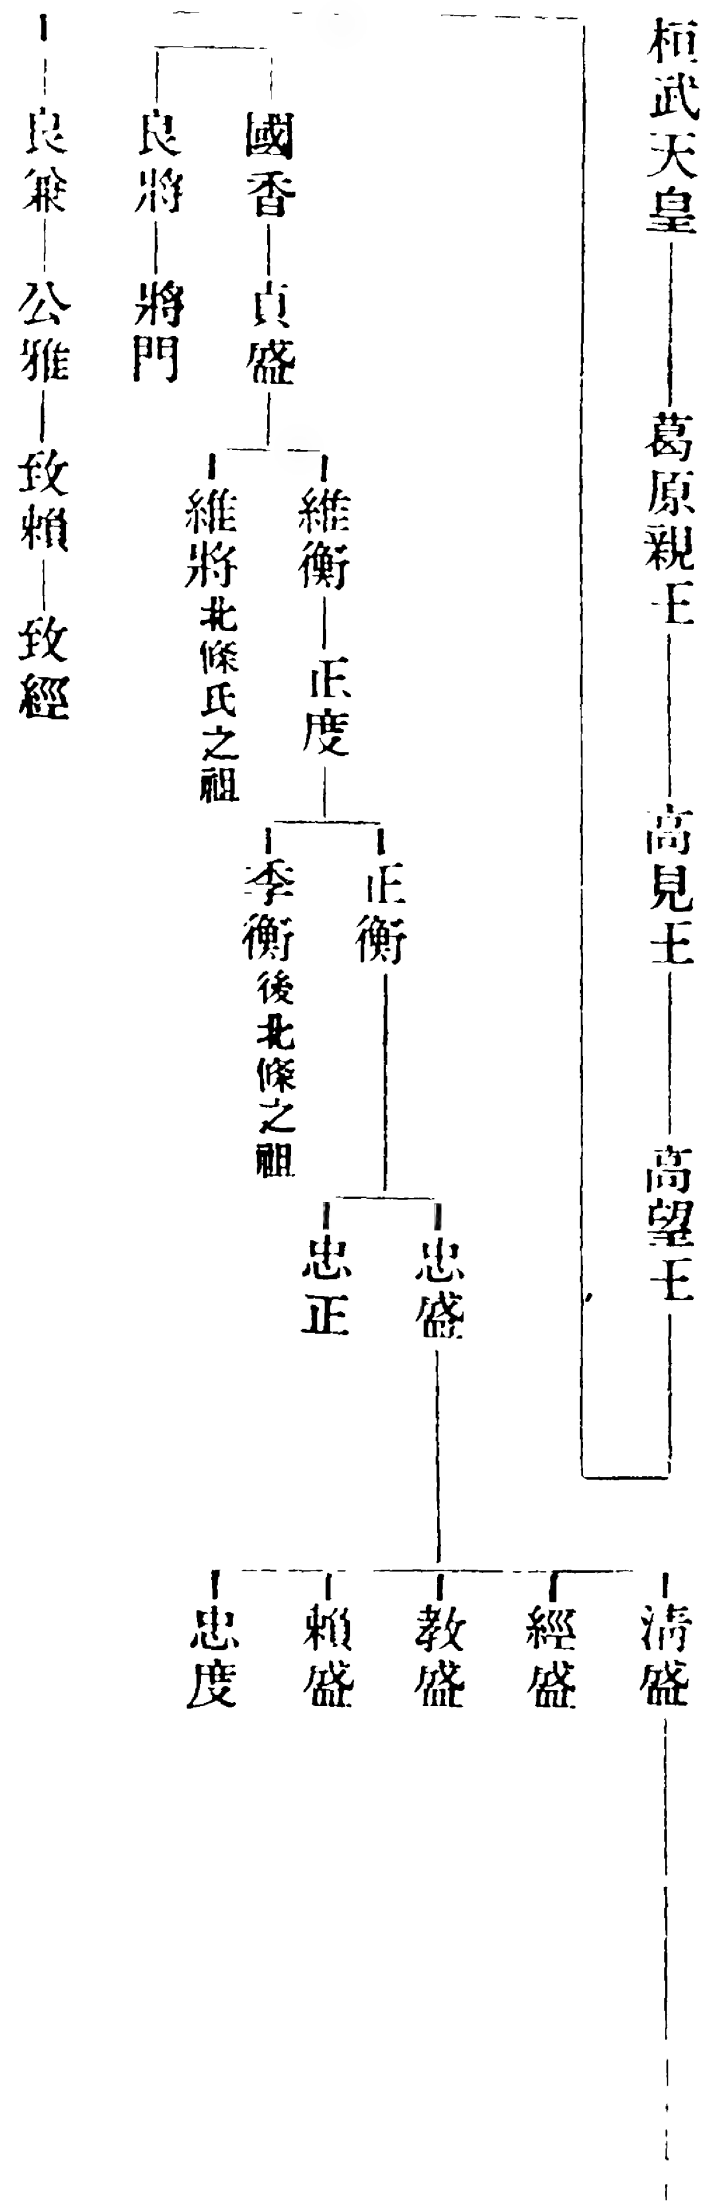 桓武天皇
葛原親王
高見王
高望王
國香
貞盛
維衡
正度
正衡
忠盛
淸盛
經盛
敎盛
賴盛
忠度
忠正
季衡後北條之祖
維將北條氏之祖
良將
將門
良兼
公雅
致賴
致經